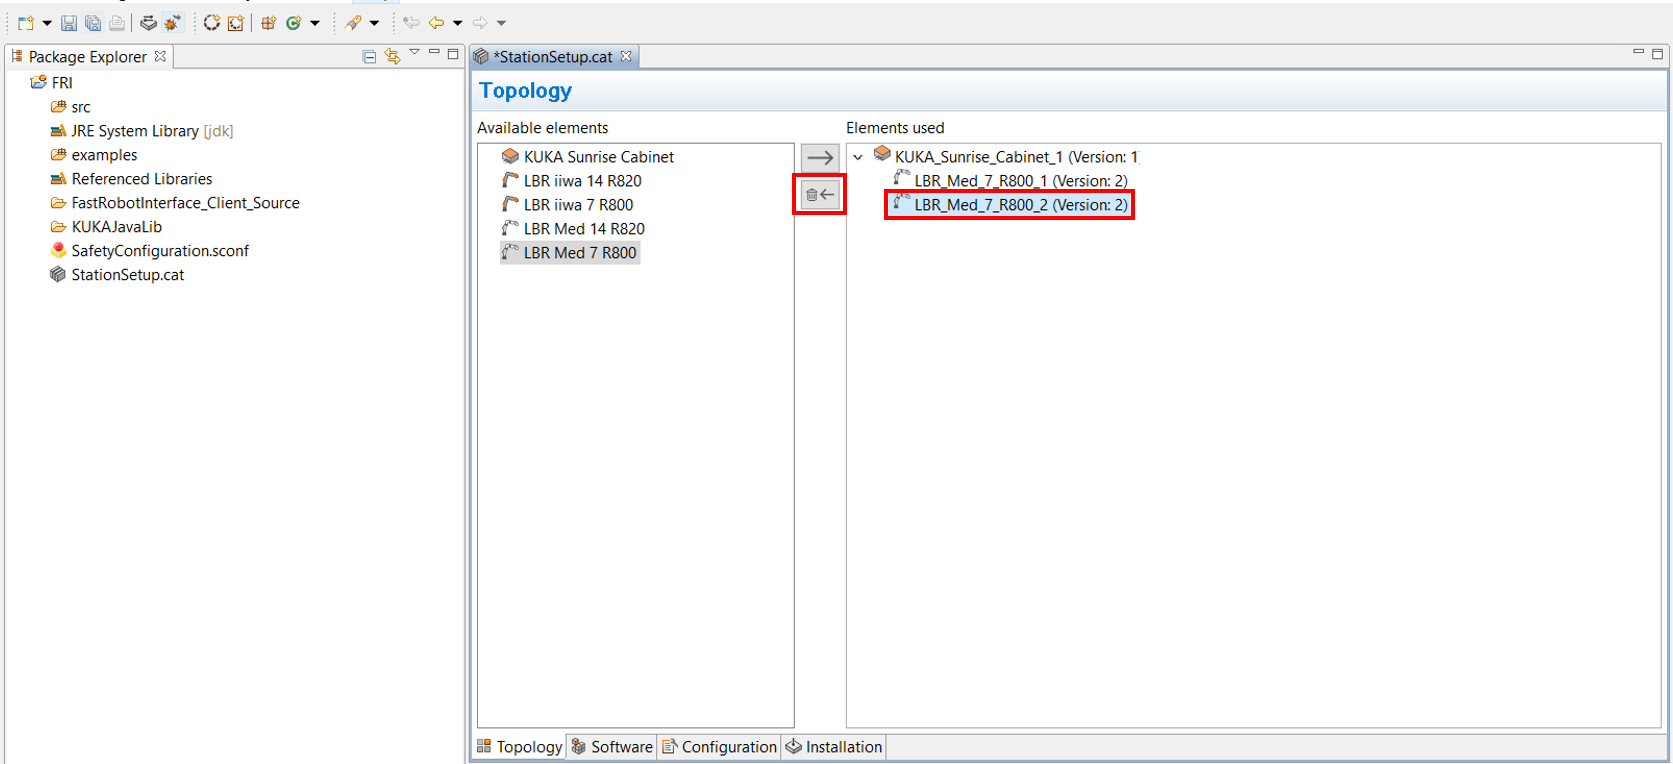 Package Explorer
FRI
src
JRE System Library [jdk]
examples
Referenced Libraries
FastRobotInterface_Client_Source
KUKAJavaLib
SafetyConfiguration.sconf
StationSetup.cat
*StationSetup.cat
Topology
Available elements
KUKA Sunrise Cabinet
LBR iiwa 14 R820
LBR iiwa 7 R800
LBR Med 14 R820
LBR Med 7 R800
Elements used
KUKA_Sunrise_Cabinet_1 (Version: 1
LBR_Med_7_R800_1 (Version: 2)
LBR_Med_7_R800_2 (Version: 2)
Topology Software Configuration Installation